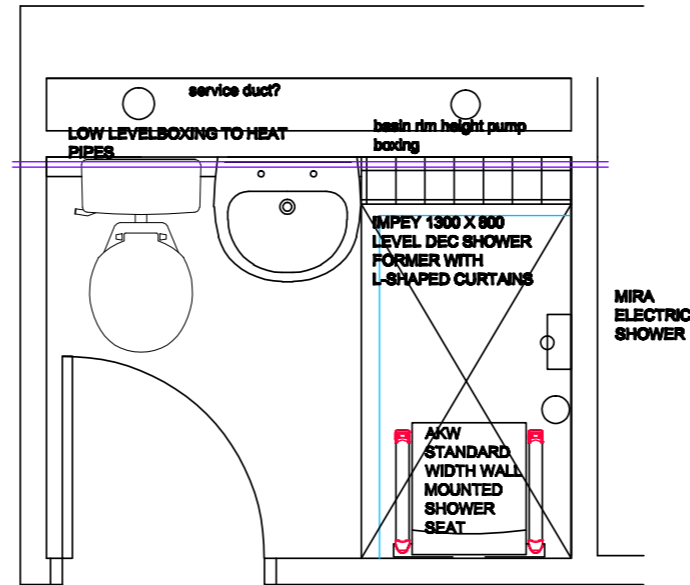 service duct?
LOW LEVELBOXING TO HEAT
PIPES
basin rim height pump
boxing
IMPEY 1300 X 800
LEVEL DEC SHOWER
FORMER WITH
L-SHAPED CURTAINS
MIRA
ELECTRIC
SHOWER
AKW
STANDARD
WIDTH WALL
MOUNTED
SHOWER
SEAT